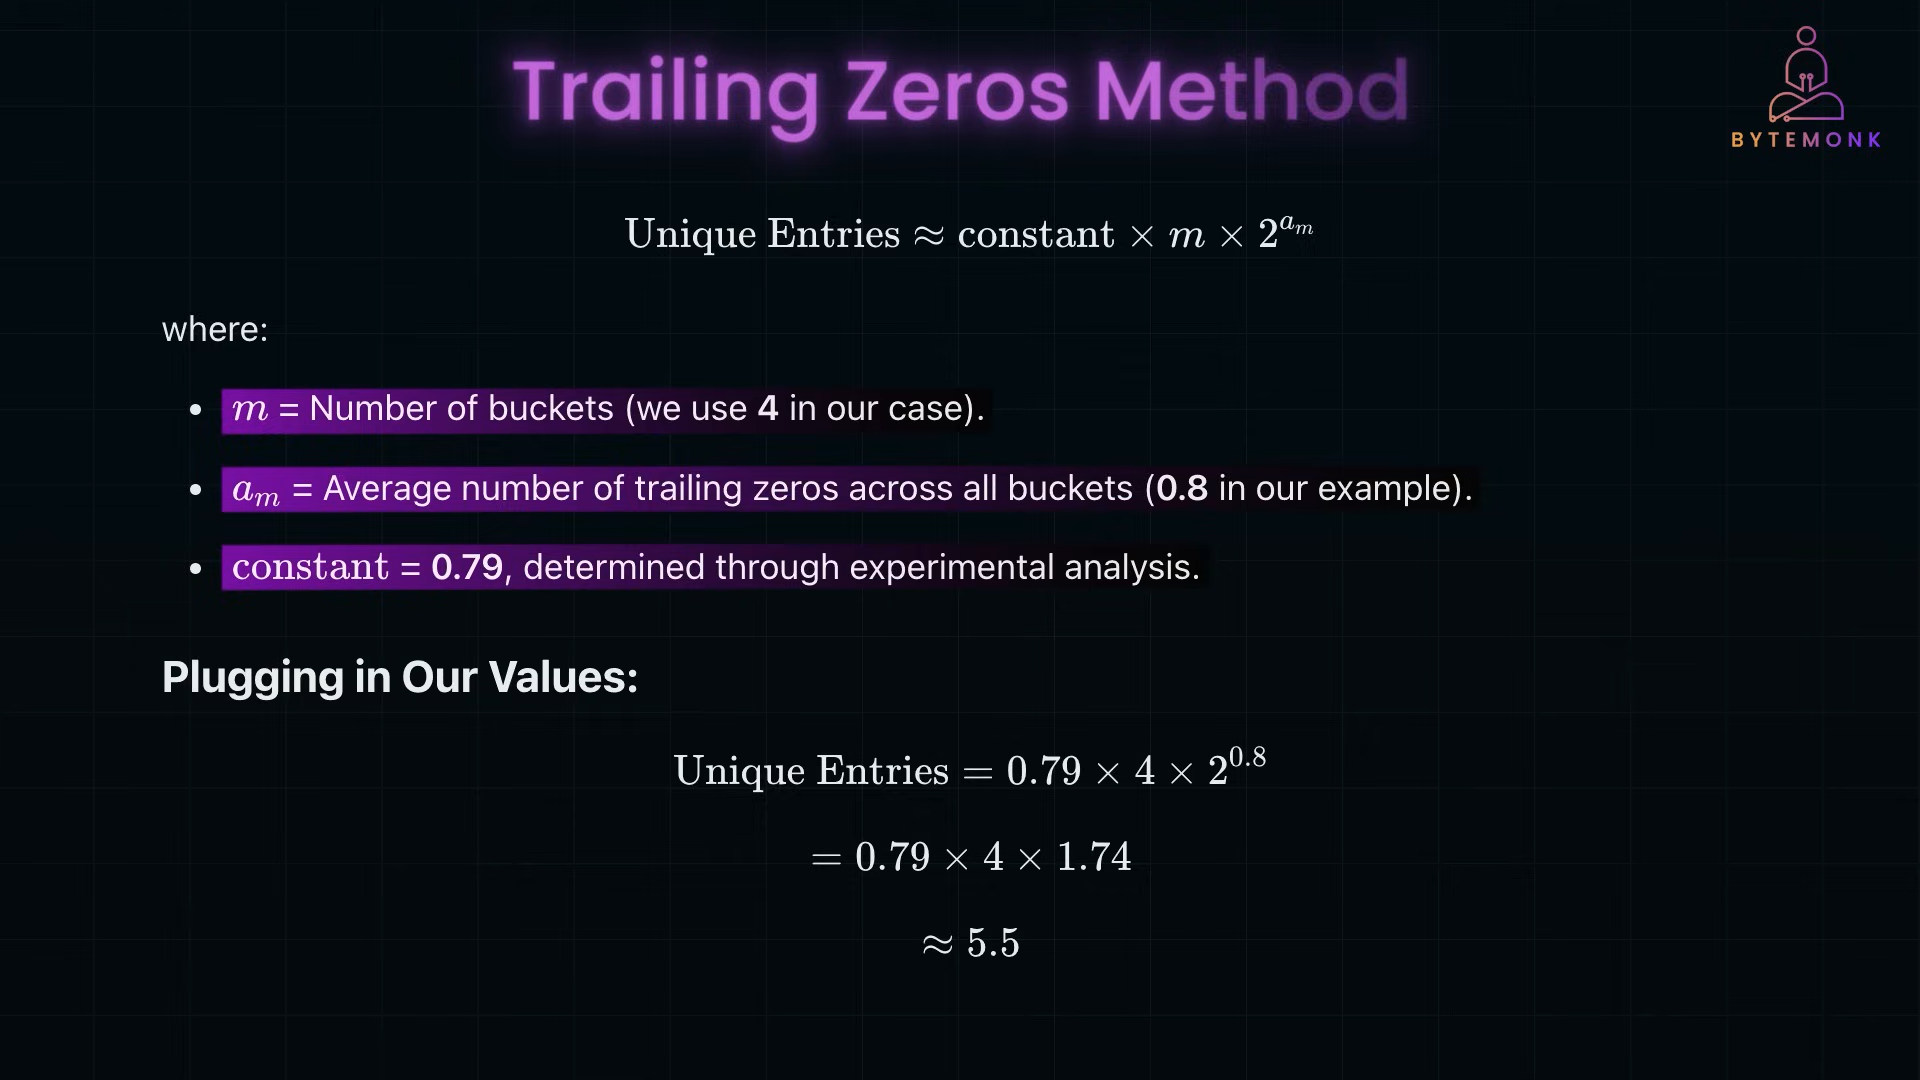 Trailing Zeros Method
BYTEMONK
Unique Entries ≈ constant × m × 2^{a_m}
where:
• m = Number of buckets (we use 4 in our case).
• a_m = Average number of trailing zeros across all buckets (0.8 in our example).
• constant = 0.79, determined through experimental analysis.
Plugging in Our Values:
Unique Entries = 0.79 × 4 × 2^{0.8}
= 0.79 × 4 × 1.74
≈ 5.5